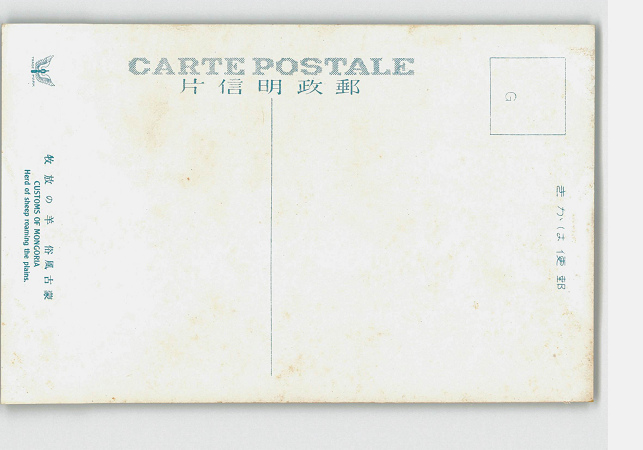 CARTE POSTALE
片信明政郵
G
きかは便郵
牧放の羊 俗風古蒙
CUSTOMS OF MONGORIA
Herd of sheep roaming the plains.